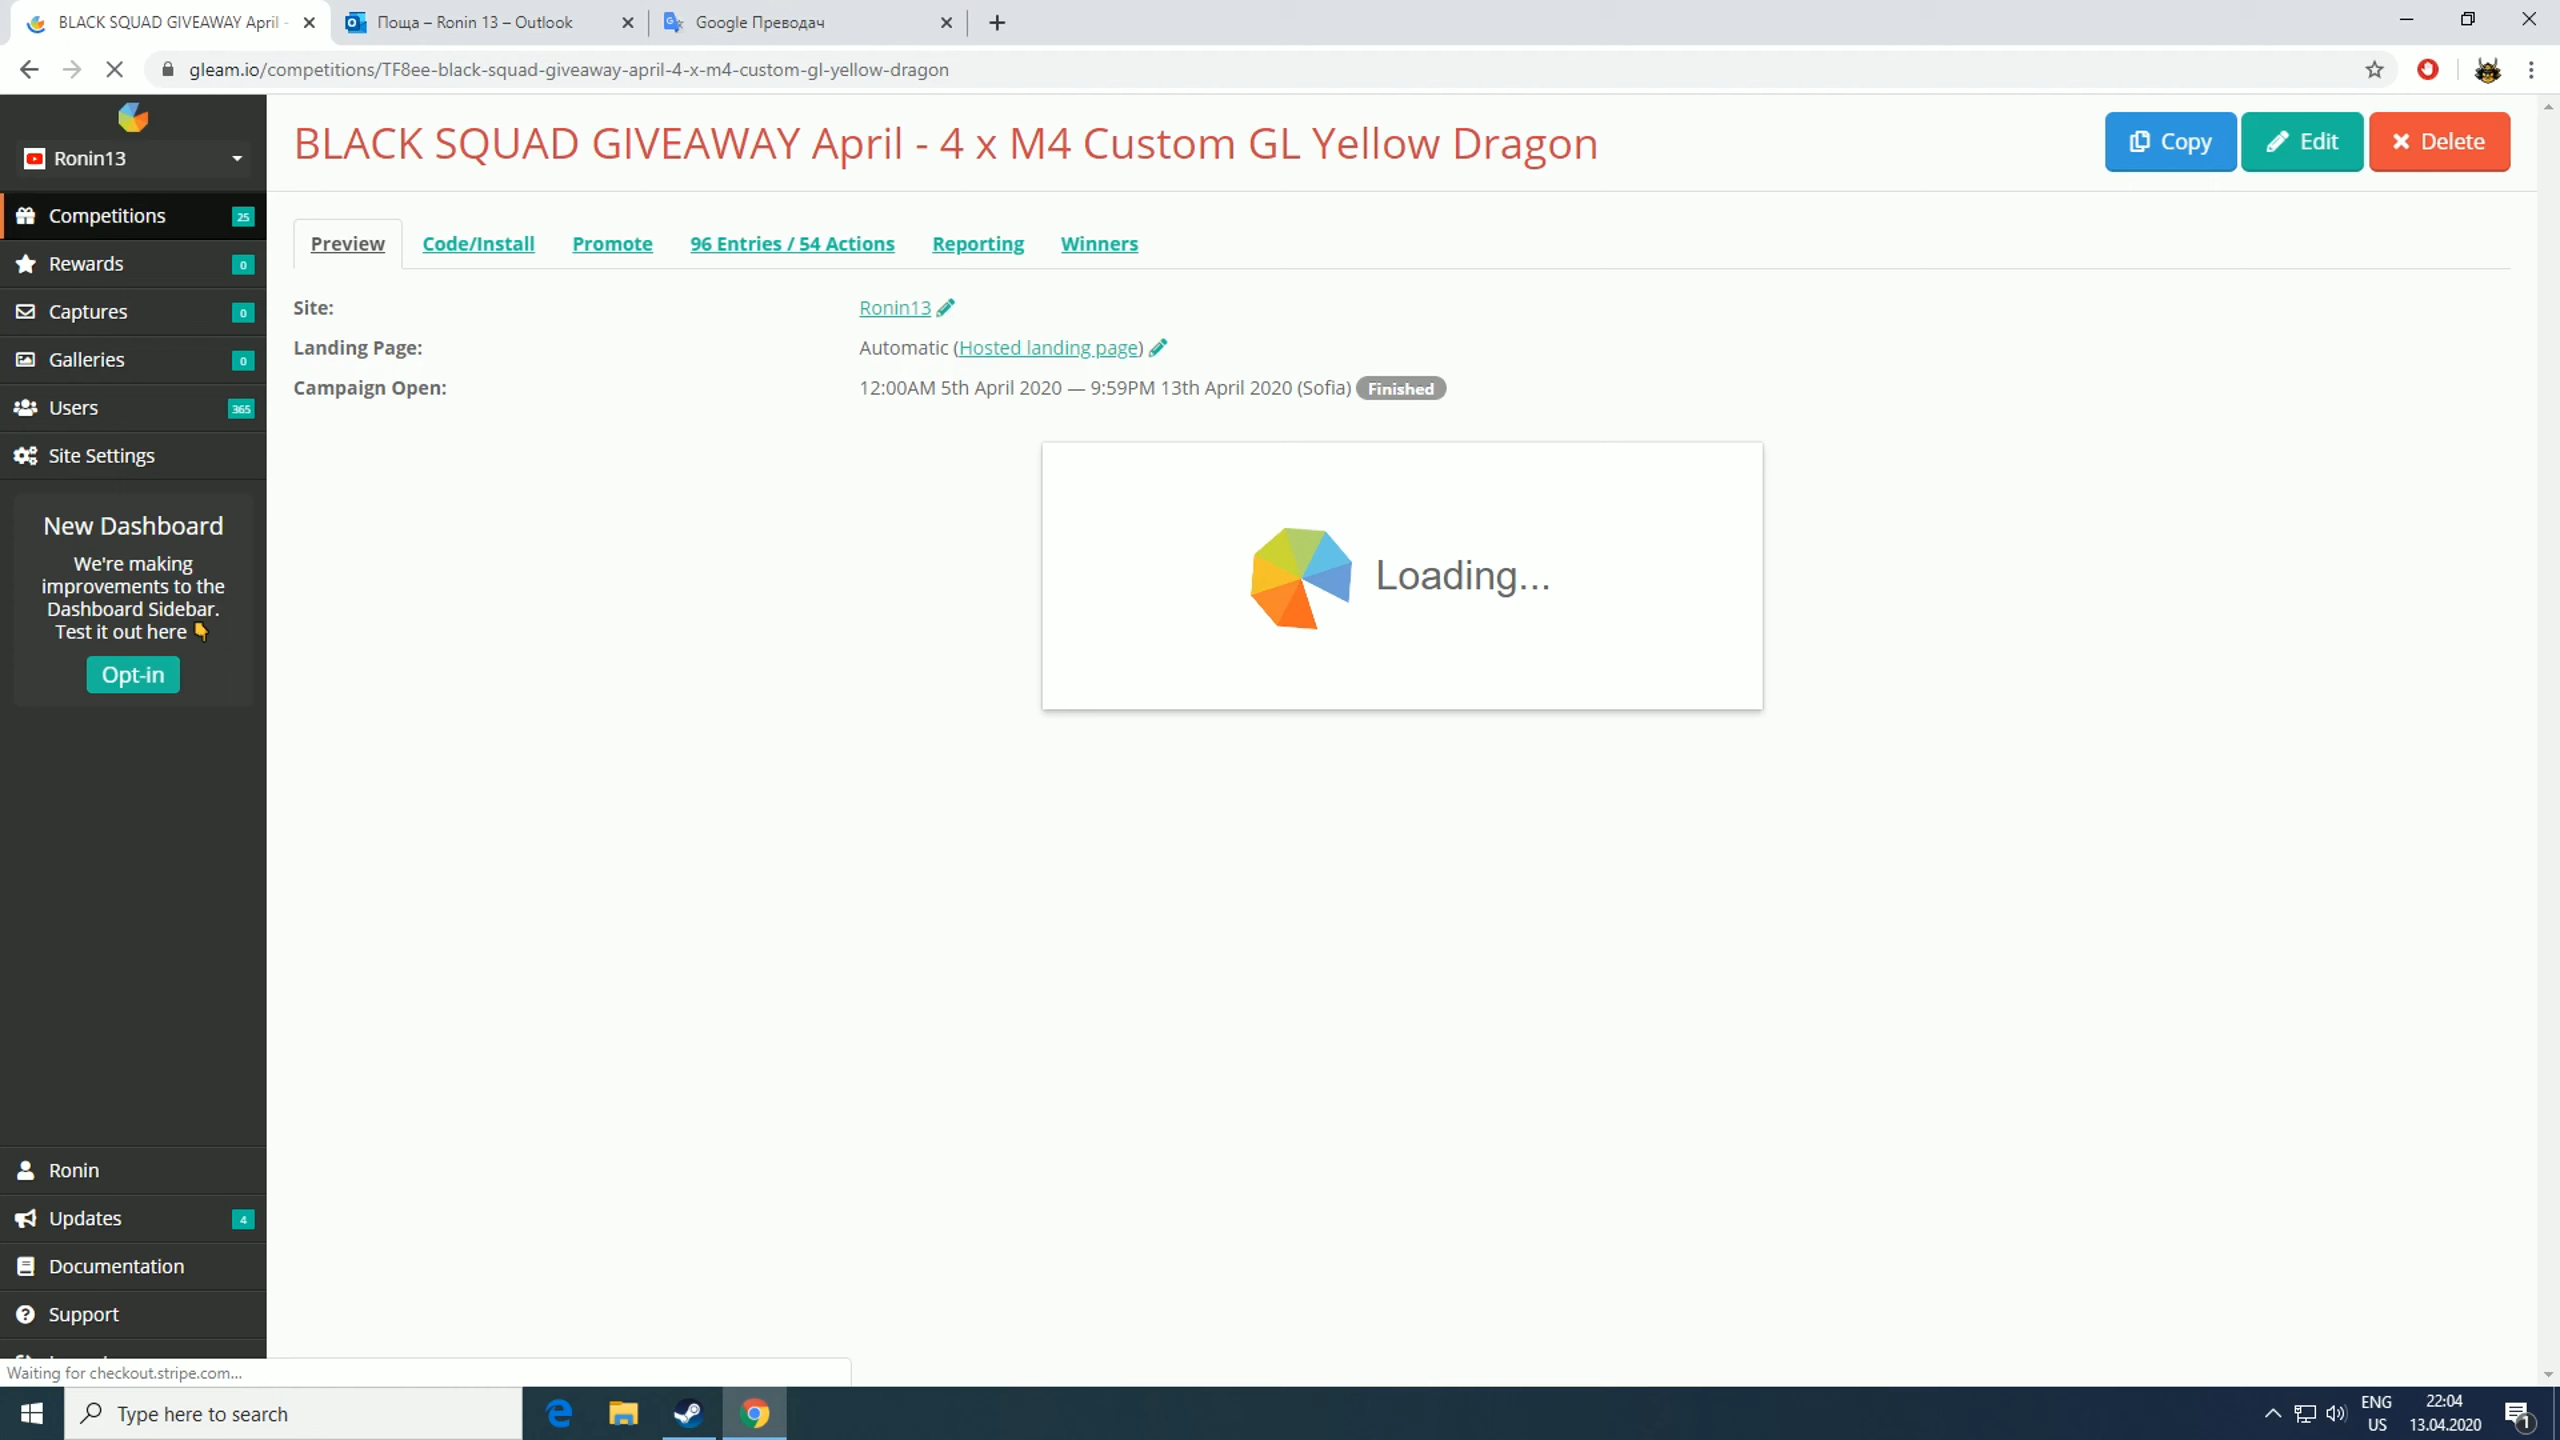 BLACK SQUAD GIVEAWAY April -
Поща – Ronin 13 – Outlook
Google Преводач
gleam.io/competitions/TF8ee-black-squad-giveaway-april-4-x-m4-custom-gl-yellow-dragon
Ronin13
Competitions 25
Rewards 0
Captures 0
Galleries 0
Users 365
Site Settings
New Dashboard
We're making
improvements to the
Dashboard Sidebar.
Test it out here
Opt-in
Ronin
Updates 4
Documentation
Support
Waiting for checkout.stripe.com...
BLACK SQUAD GIVEAWAY April - 4 x M4 Custom GL Yellow Dragon
Copy Edit Delete
Preview Code/Install Promote 96 Entries / 54 Actions Reporting Winners
Site: Ronin13
Landing Page: Automatic (Hosted landing page)
Campaign Open: 12:00AM 5th April 2020 — 9:59PM 13th April 2020 (Sofia) Finished
Loading...
Type here to search
ENG
US
22:04
13.04.2020
1